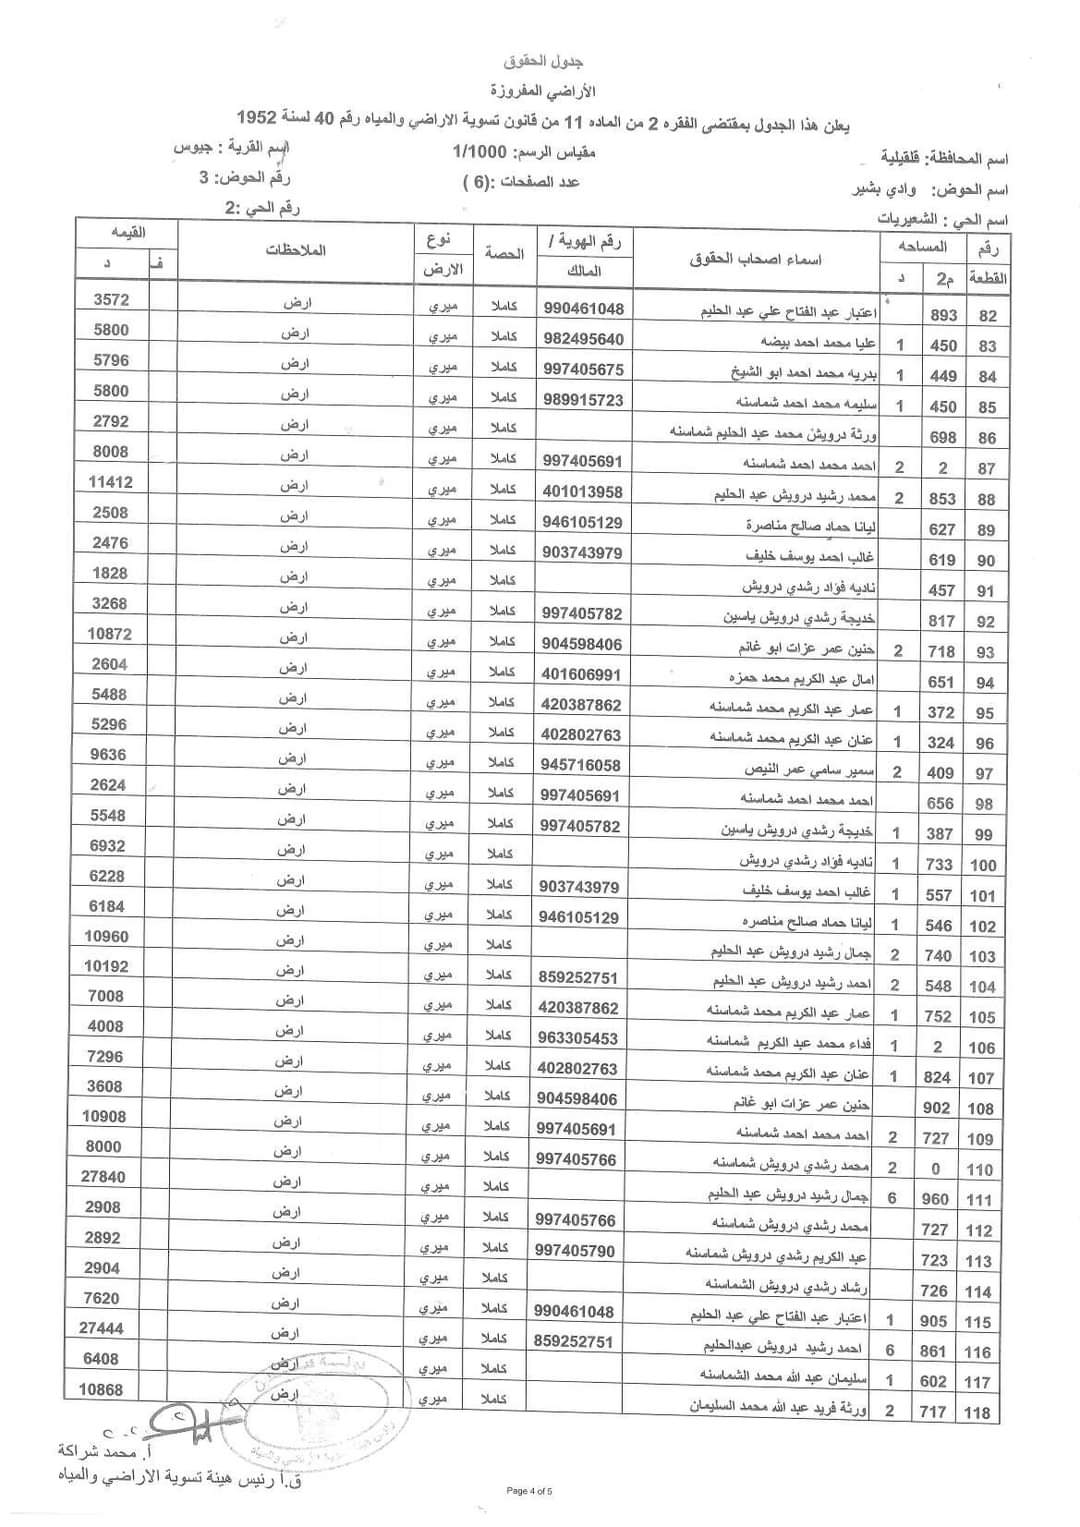 جدول الحقوق
الأراضي المفروزة
يعلن هذا الجدول بمقتضى الفقره 2 من الماده 11 من قانون تسوية الاراضي والمياه رقم 40 لسنة 1952
اسم المحافظة: قلقيلية مقياس الرسم: 1/1000 اسم القرية : جيوس
اسم الحوض: وادي بشير عدد الصفحات :(6 ) رقم الحوض: 3
اسم الحي : الشعيريات رقم الحي :2
رقم القطعة المساحه م2 د اسماء اصحاب الحقوق رقم الهوية / المالك الحصة نوع الارض الملاحظات القيمه ف د
82 893 اعتبار عبد الفتاح علي عبد الحليم 990461048 كاملا ميري ارض 3572
83 450 1 عليا محمد احمد بيضه 982495640 كاملا ميري ارض 5800
84 449 1 بدريه محمد احمد ابو الشيخ 997405675 كاملا ميري ارض 5796
85 450 1 سليمه محمد احمد شماسنه 989915723 كاملا ميري ارض 5800
86 698 ورثة درويش محمد عبد الحليم شماسنه كاملا ميري ارض 2792
87 2 2 احمد محمد احمد شماسنه 997405691 كاملا ميري ارض 8008
88 853 2 محمد رشيد درويش عبد الحليم 401013958 كاملا ميري ارض 11412
89 627 ليانا حماد صالح مناصرة 946105129 كاملا ميري ارض 2508
90 619 غالب احمد يوسف خليف 903743979 كاملا ميري ارض 2476
91 457 ناديه فؤاد رشدي درويش كاملا ميري ارض 1828
92 817 خديجة رشدي درويش ياسين 997405782 كاملا ميري ارض 3268
93 718 2 حنين عمر عزات ابو غانم 904598406 كاملا ميري ارض 10872
94 651 امال عبد الكريم محمد حمزه 401606991 كاملا ميري ارض 2604
95 372 1 عمار عبد الكريم محمد شماسنه 420387862 كاملا ميري ارض 5488
96 324 1 عنان عبد الكريم محمد شماسنه 402802763 كاملا ميري ارض 5296
97 409 2 سمير سامي عمر النيص 945716058 كاملا ميري ارض 9636
98 656 احمد محمد احمد شماسنه 997405691 كاملا ميري ارض 2624
99 387 1 خديجة رشدي درويش ياسين 997405782 كاملا ميري ارض 5548
100 733 1 ناديه فؤاد رشدي درويش كاملا ميري ارض 6932
101 557 1 غالب احمد يوسف خليف 903743979 كاملا ميري ارض 6228
102 546 1 ليانا حماد صالح مناصره 946105129 كاملا ميري ارض 6184
103 740 2 جمال رشيد درويش عبد الحليم كاملا ميري ارض 10960
104 548 2 احمد رشيد درويش عبد الحليم 859252751 كاملا ميري ارض 10192
105 752 1 عمار عبد الكريم محمد شماسنه 420387862 كاملا ميري ارض 7008
106 2 1 فداء محمد عبد الكريم شماسنه 963305453 كاملا ميري ارض 4008
107 824 1 عنان عبد الكريم محمد شماسنه 402802763 كاملا ميري ارض 7296
108 902 حنين عمر عزات ابو غانم 904598406 كاملا ميري ارض 3608
109 727 2 احمد محمد احمد شماسنه 997405691 كاملا ميري ارض 10908
110 0 2 محمد رشدي درويش شماسنه 997405766 كاملا ميري ارض 8000
111 960 6 جمال رشيد درويش عبد الحليم كاملا ميري ارض 27840
112 727 محمد رشدي درويش شماسنه 997405766 كاملا ميري ارض 2908
113 723 عبد الكريم رشدي درويش شماسنه 997405790 كاملا ميري ارض 2892
114 726 رشاد رشدي درويش الشماسنه كاملا ميري ارض 2904
115 905 1 اعتبار عبد الفتاح علي عبد الحليم 990461048 كاملا ميري ارض 7620
116 861 6 احمد رشيد درويش عبدالحليم 859252751 كاملا ميري ارض 27444
117 602 1 سليمان عبد الله محمد الشماسنه كاملا ميري ارض 6408
118 717 2 ورثة فريد عبد الله محمد السليمان كاملا ميري ارض 10868
أ. محمد شراكة
ق.أ رئيس هيئة تسوية الاراضي والمياه
Page 4 of 5